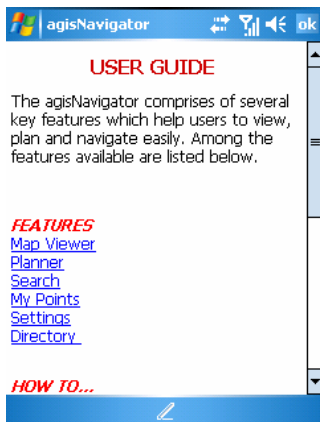 agisNavigator
ok
USER GUIDE
The agisNavigator comprises of several
key features which help users to view,
plan and navigate easily. Among the
features available are listed below.
FEATURES
Map Viewer
Planner
Search
My Points
Settings
Directory
HOW TO...